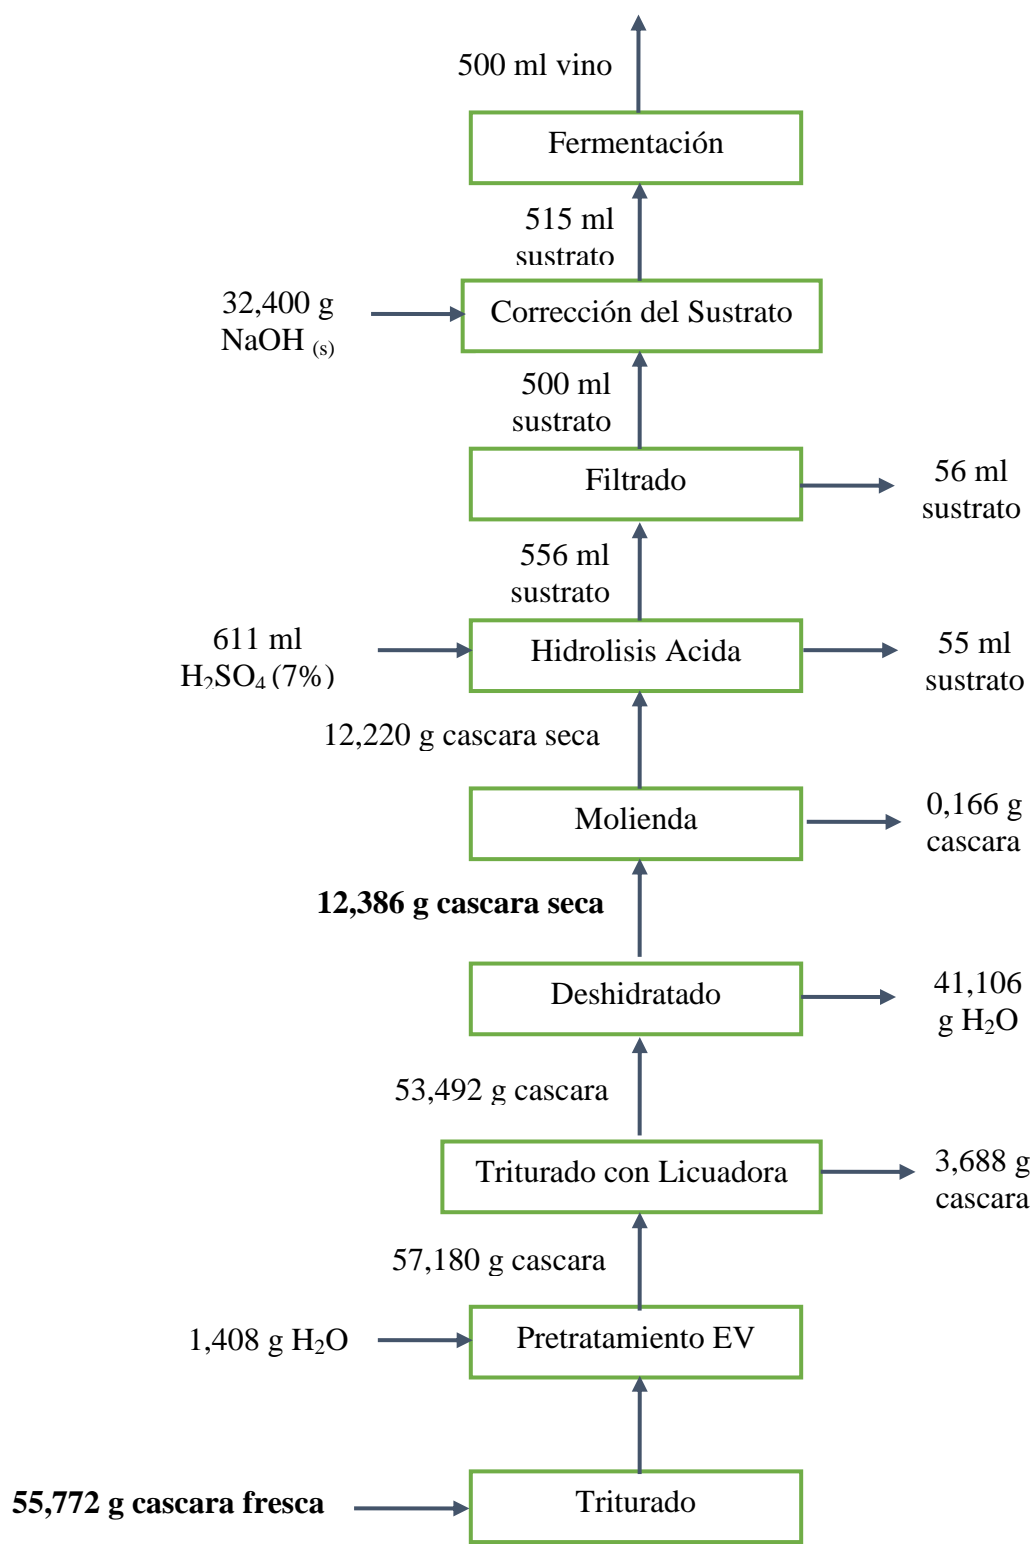 500 ml vino
Fermentación
515 ml
sustrato
32,400 g
NaOH (s)
Corrección del Sustrato
500 ml
sustrato
Filtrado
56 ml
sustrato
556 ml
sustrato
611 ml
H₂SO₄ (7%)
Hidrolisis Acida
55 ml
sustrato
12,220 g cascara seca
Molienda
0,166 g
cascara
12,386 g cascara seca
Deshidratado
41,106
g H₂O
53,492 g cascara
Triturado con Licuadora
3,688 g
cascara
57,180 g cascara
1,408 g H₂O
Pretratamiento EV
55,772 g cascara fresca
Triturado